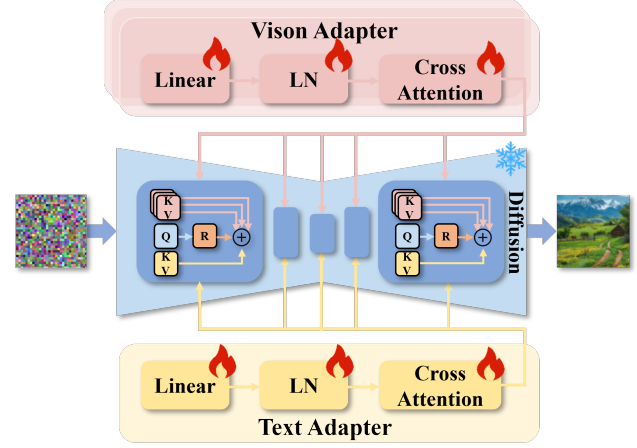 Vison Adapter
Linear
LN
Cross
Attention
K
V
Q
R
K
V
K
V
Q
R
K
V
Diffusion
Linear
LN
Cross
Attention
Text Adapter